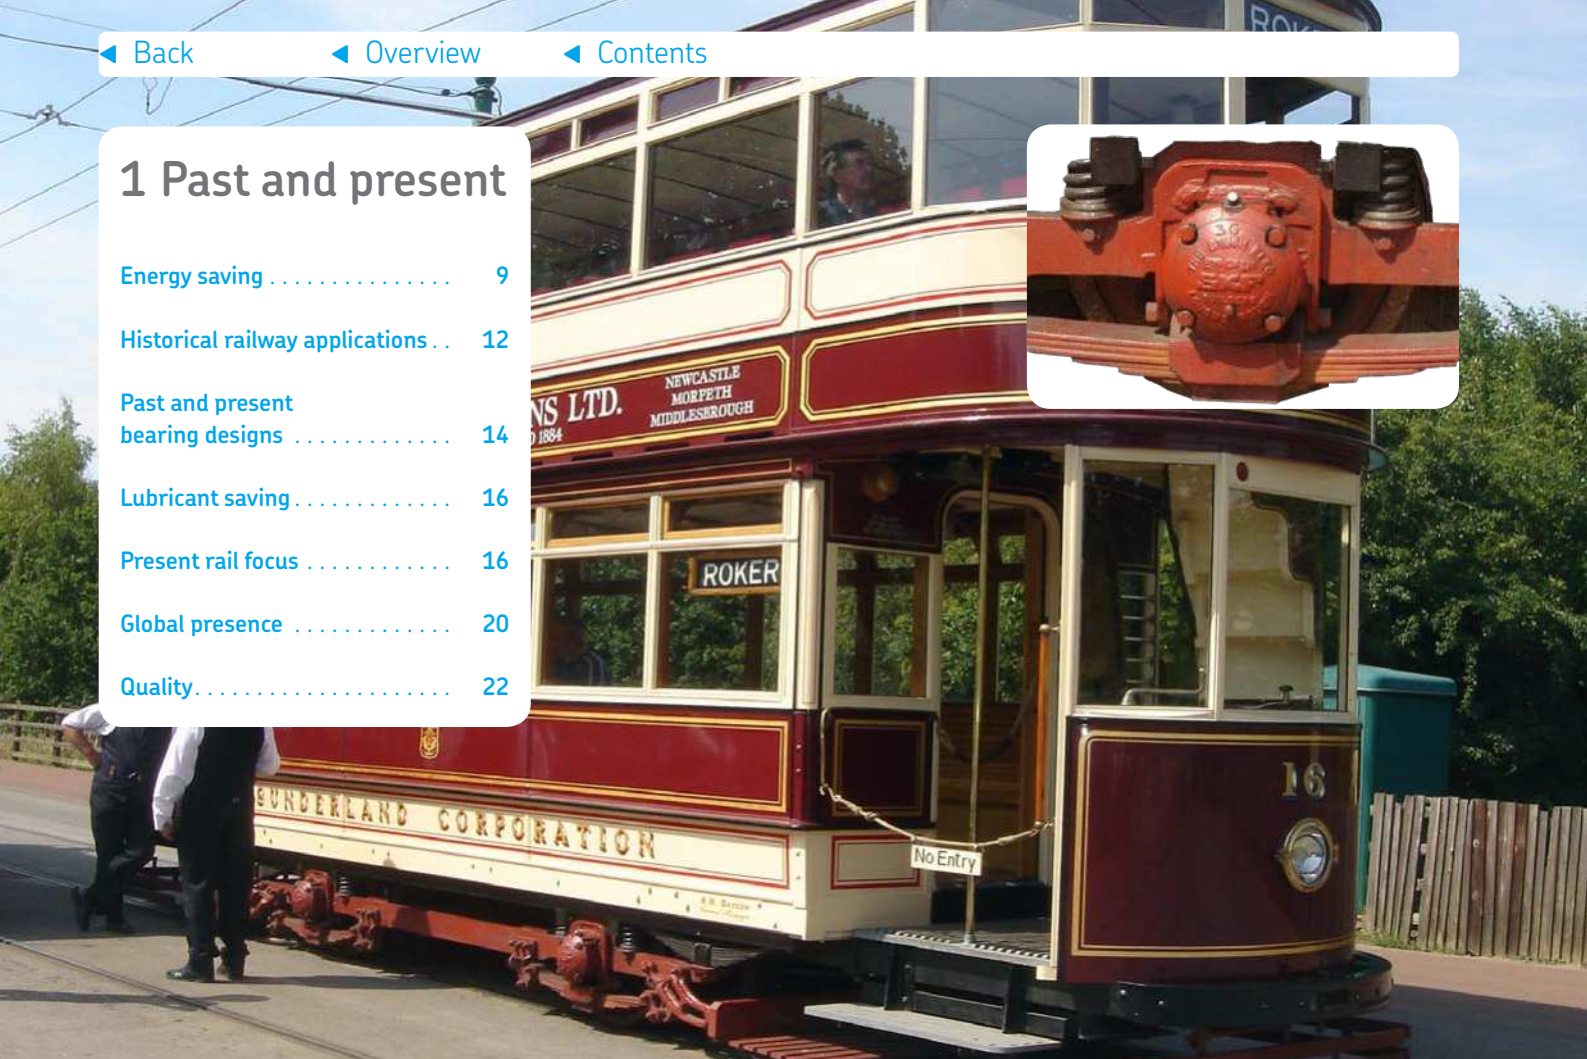 Back
Overview
Contents
1 Past and present
Energy saving . . . . . . . . . . . . . . . 9
Historical railway applications . . 12
Past and present
bearing designs . . . . . . . . . . . . . 14
Lubricant saving . . . . . . . . . . . . . 16
Present rail focus . . . . . . . . . . . . 16
Global presence . . . . . . . . . . . . . 20
Quality . . . . . . . . . . . . . . . . . . . . . 22
NS LTD.
1884
NEWCASTLE
MORPETH
MIDDLESBROUGH
ROKER
SUNDERLAND CORPORATION
16
No Entry